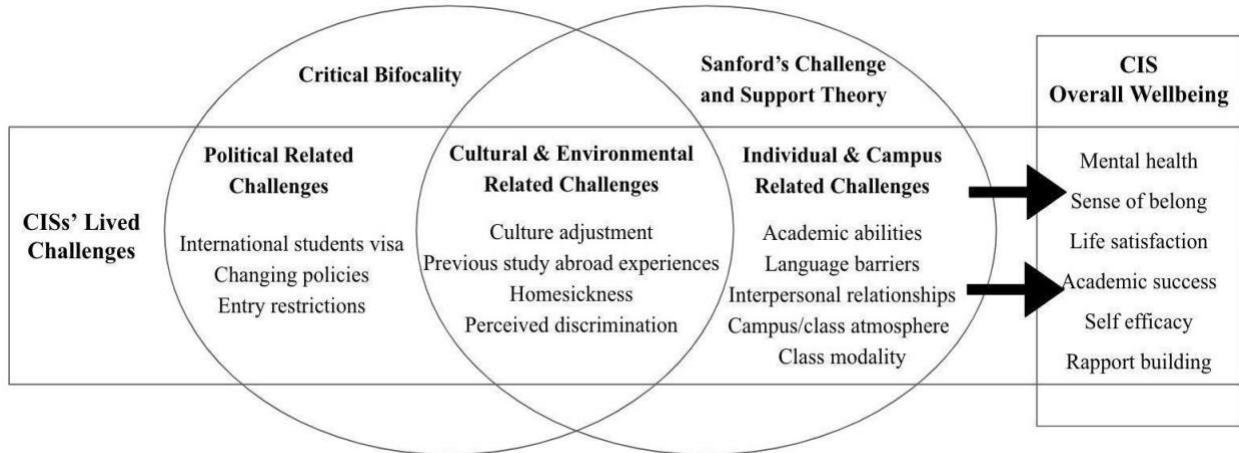 Critical Bifocality
Sanford's Challenge
and Support Theory
CIS
Overall Wellbeing
CISs' Lived
Challenges
Political Related
Challenges
International students visa
Changing policies
Entry restrictions
Cultural & Environmental
Related Challenges
Culture adjustment
Previous study abroad experiences
Homesickness
Perceived discrimination
Individual & Campus
Related Challenges
Academic abilities
Language barriers
Interpersonal relationships
Campus/class atmosphere
Class modality
Mental health
Sense of belong
Life satisfaction
Academic success
Self efficacy
Rapport building